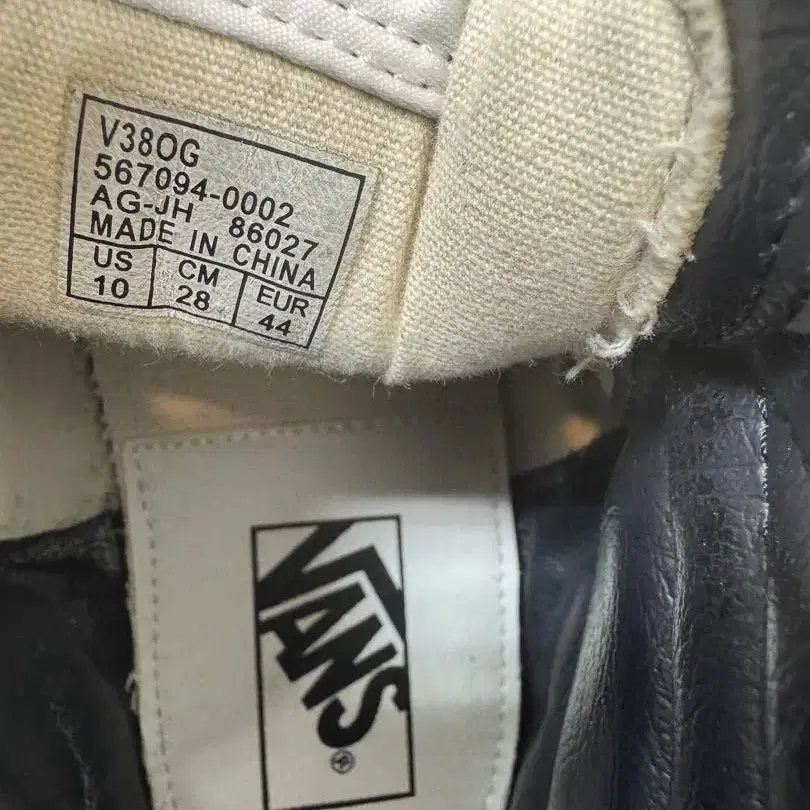 V38OG
567094-0002
AG-JH 86027
MADE IN CHINA
US CM EUR
10 28 44
VANS
®